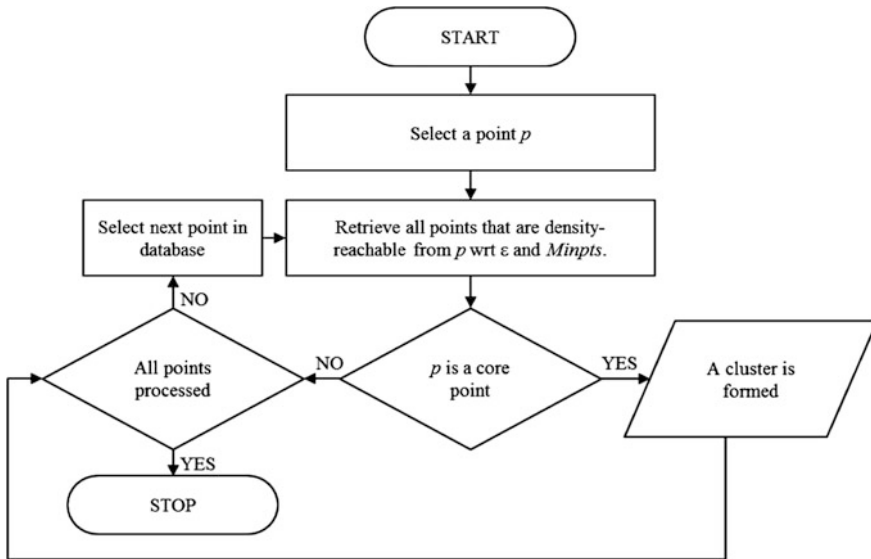 START
Select a point p
Select next point in
database
Retrieve all points that are density-
reachable from p wrt ε and Minpts.
NO
All points
processed
NO
p is a core
point
YES
A cluster is
formed
YES
STOP